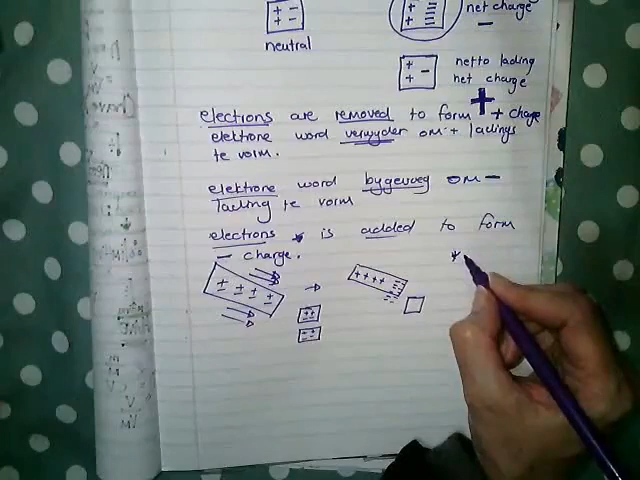 net charge
−
neutral
netto lading
net charge
elections are removed to form + + charge
elektrone word verwyder om + ladings
te vorm.
elektrone word bygevoeg om −
lading te vorm
elections is added to form
− charge.